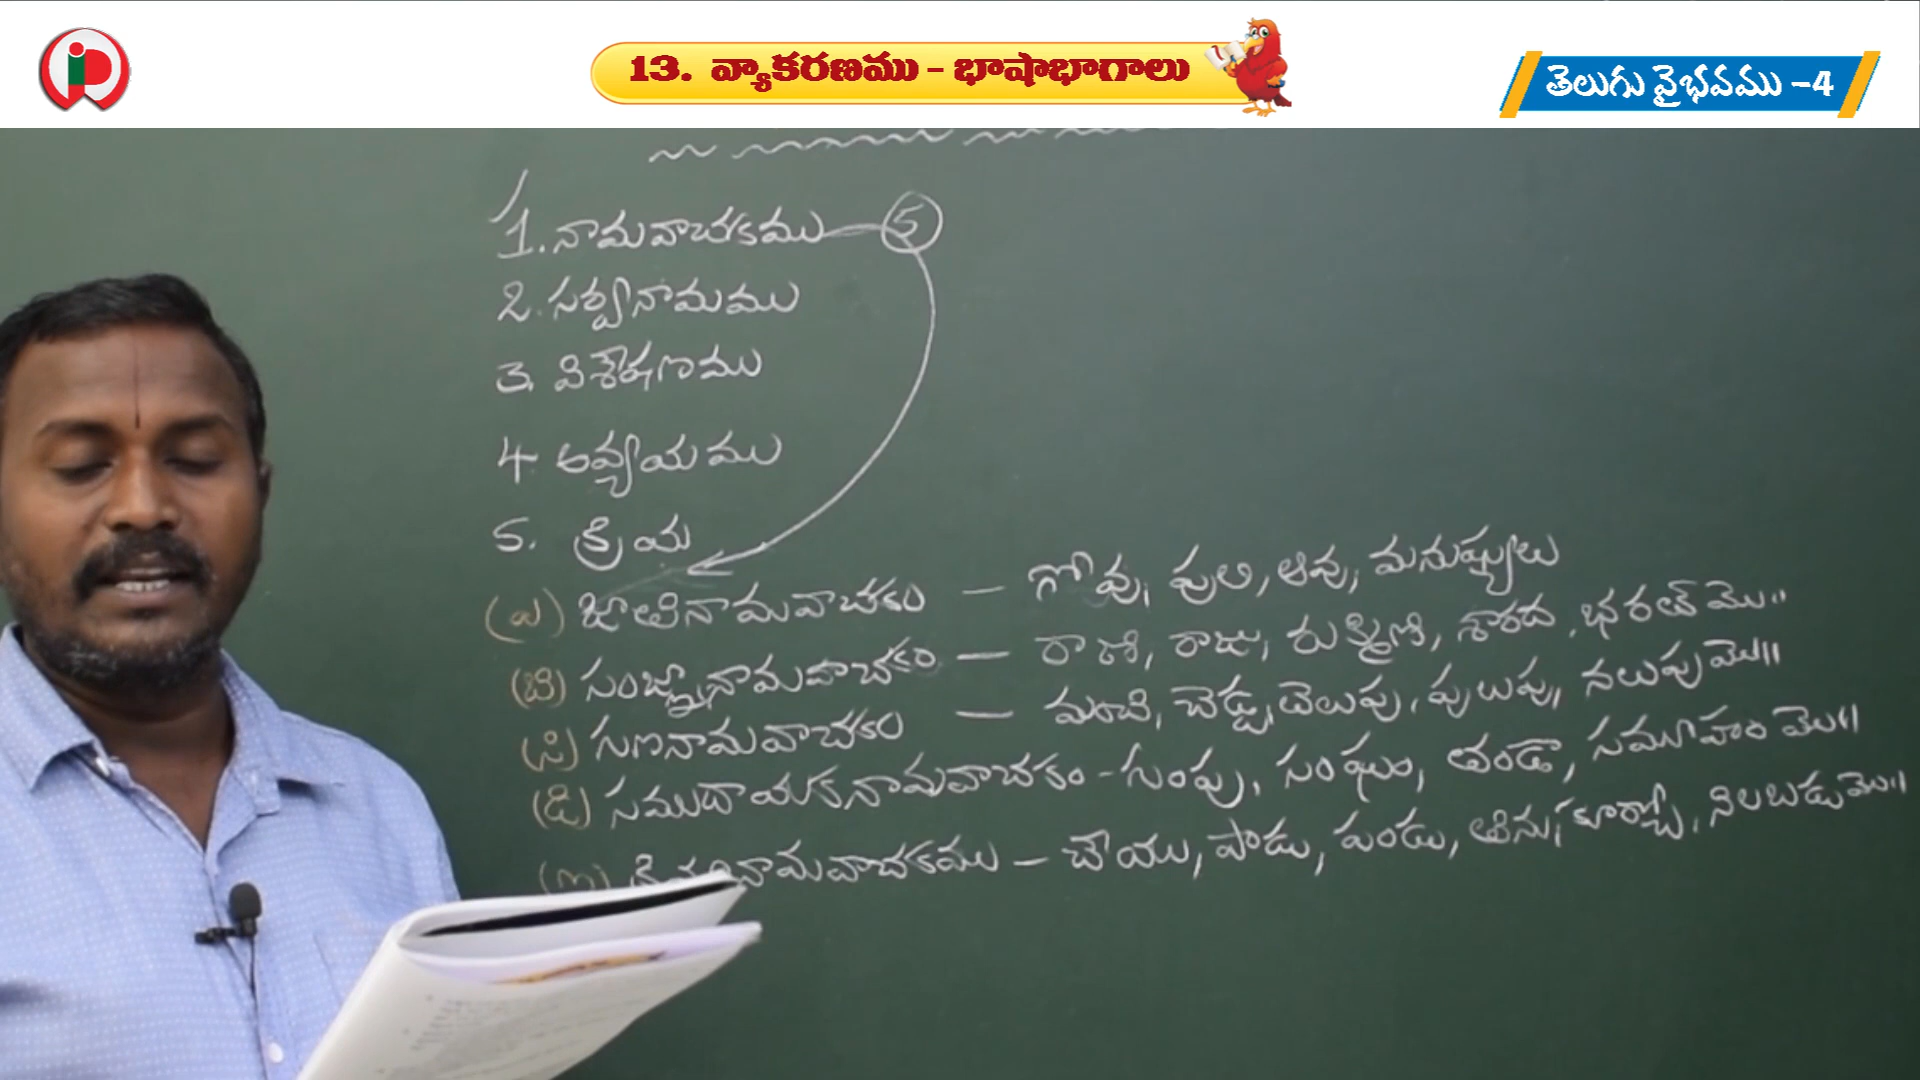 13. వ్యాకరణము - భాషాభాగాలు
తెలుగు వైభవము -4
1. నామవాచకము - 5
2. సర్వనామము
3. విశేషణము
4 అవ్యయము
5. క్రియ
(ఎ) జాతినామవాచకం - గోవు, పులి, ఆవు, మనుష్యులు
(బి) సంజ్ఞానామవాచకం - రాణి, రాజు, రుక్మిణి, శారద, భరత్ మొ॥
(సి) గుణనామవాచకం - మంచి, చెడ్డ, తెలుపు, పులుపు, నలుపు మొ॥
(డి) సముదాయకనామవాచకం - గుంపు, సంఘం, తండా, సమూహం మొ॥
నామవాచకము - చేయు, పాడు, పండు, తిను, కూర్చో, నిలబడు మొ॥